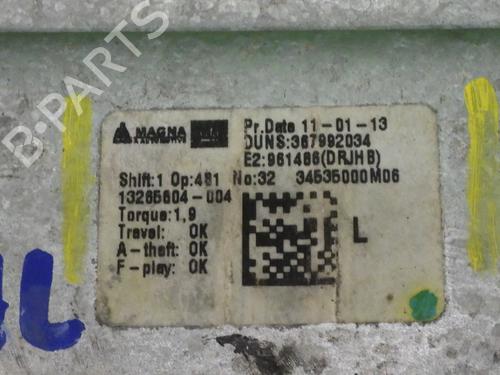 B-PARTS
MAGNA
Pr.Date 11-01-13
DUNS:367992034
E2:961466(DRJHB)
Shift:1 Op:481 No:32 34535000M06
13265604-004
Torque:1,9
Travel: OK
A-theft: OK
F-play: OK
L
L